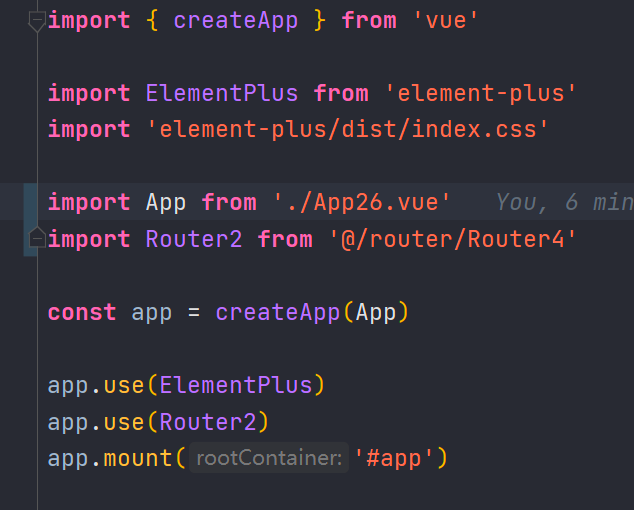 import { createApp } from 'vue'
import ElementPlus from 'element-plus'
import 'element-plus/dist/index.css'
import App from './App26.vue' You, 6 min
import Router2 from '@/router/Router4'
const app = createApp(App)
app.use(ElementPlus)
app.use(Router2)
app.mount( rootContainer: '#app')